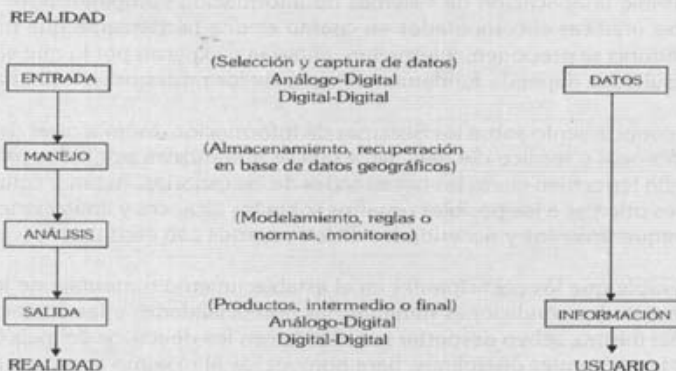 REALIDAD
ENTRADA
(Selección y captura de datos)
Análogo-Digital
Digital-Digital
DATOS
MANEJO
(Almacenamiento, recuperación
en base de datos geográficos)
ANÁLISIS
(Modelamiento, reglas o
normas, monitoreo)
SALIDA
(Productos, intermedio o final)
Análogo-Digital
Digital-Digital
INFORMACIÓN
REALIDAD
USUARIO